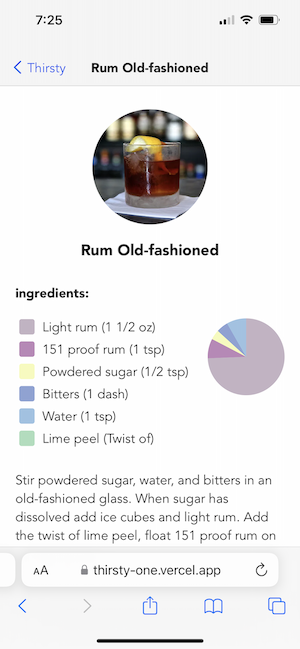 7:25
Thirsty
Rum Old-fashioned
Rum Old-fashioned
ingredients:
Light rum (1 1/2 oz)
151 proof rum (1 tsp)
Powdered sugar (1/2 tsp)
Bitters (1 dash)
Water (1 tsp)
Lime peel (Twist of)
Stir powdered sugar, water, and bitters in an
old-fashioned glass. When sugar has
dissolved add ice cubes and light rum. Add
the twist of lime peel, float 151 proof rum on
AA
thirsty-one.vercel.app